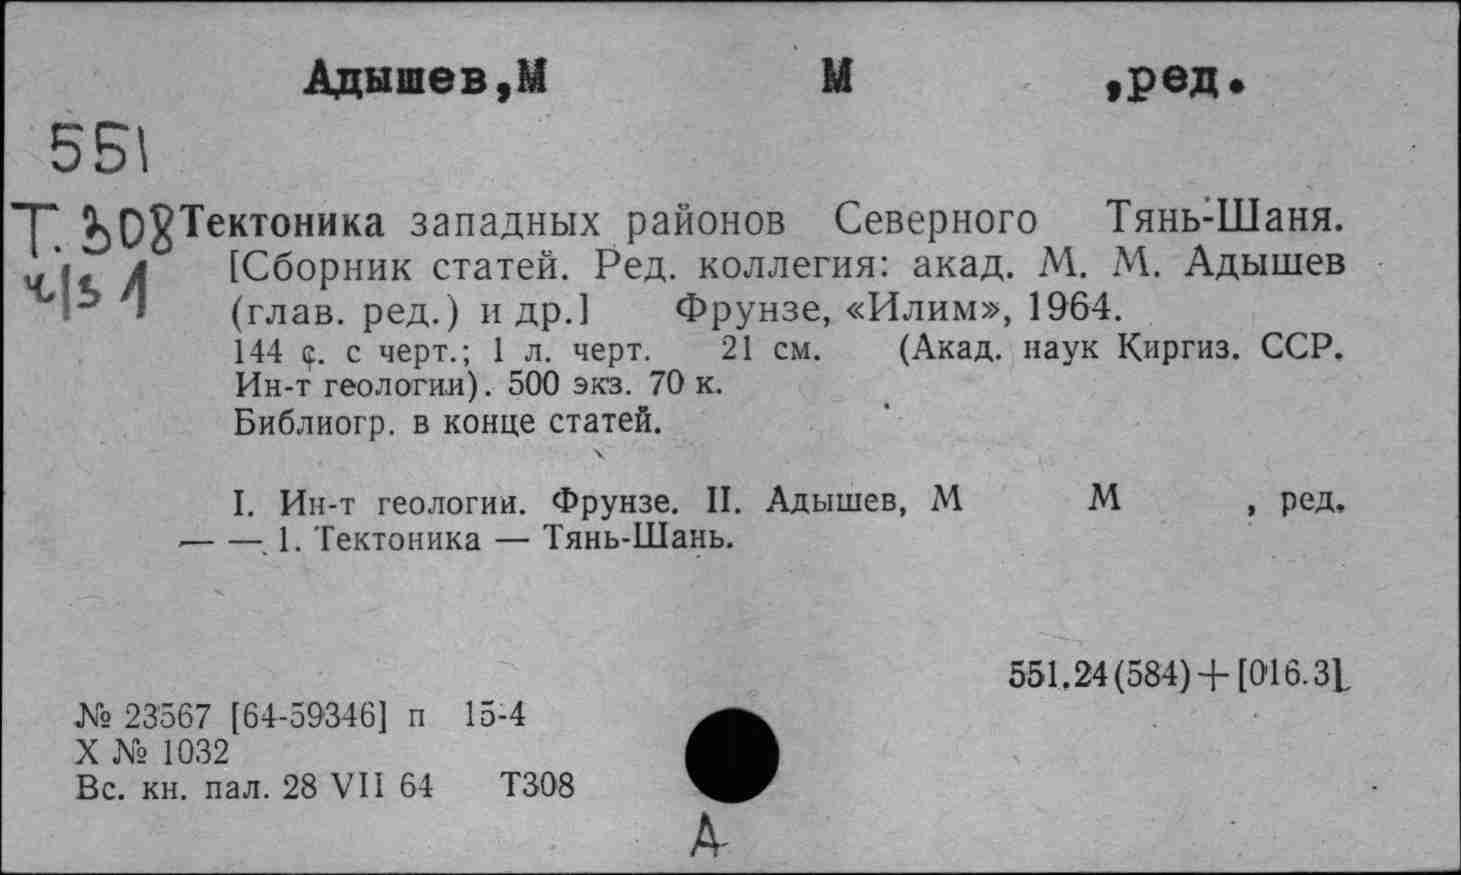 Адышев,М М ,ред.
551
Т.308 Тектоника западных районов Северного Тянь-Шаня.
ч/з 1 [Сборник статей. Ред. коллегия: акад. М. М. Адышев
(глав. ред.) и др.] Фрунзе, «Илим», 1964.
144 с. с черт.; 1 л. черт. 21 см. (Акад. наук Киргиз. ССР.
Ин-т геологии). 500 экз. 70 к.
Библиогр. в конце статей.
I. Ин-т геологии. Фрунзе. II. Адышев, М М , ред.
— — 1. Тектоника — Тянь-Шань.
551.24(584)+[016.3]
№ 23567 [64-59346] п 15-4
Х № 1032
Вс. кн. пал. 28 VII 64 Т308
А